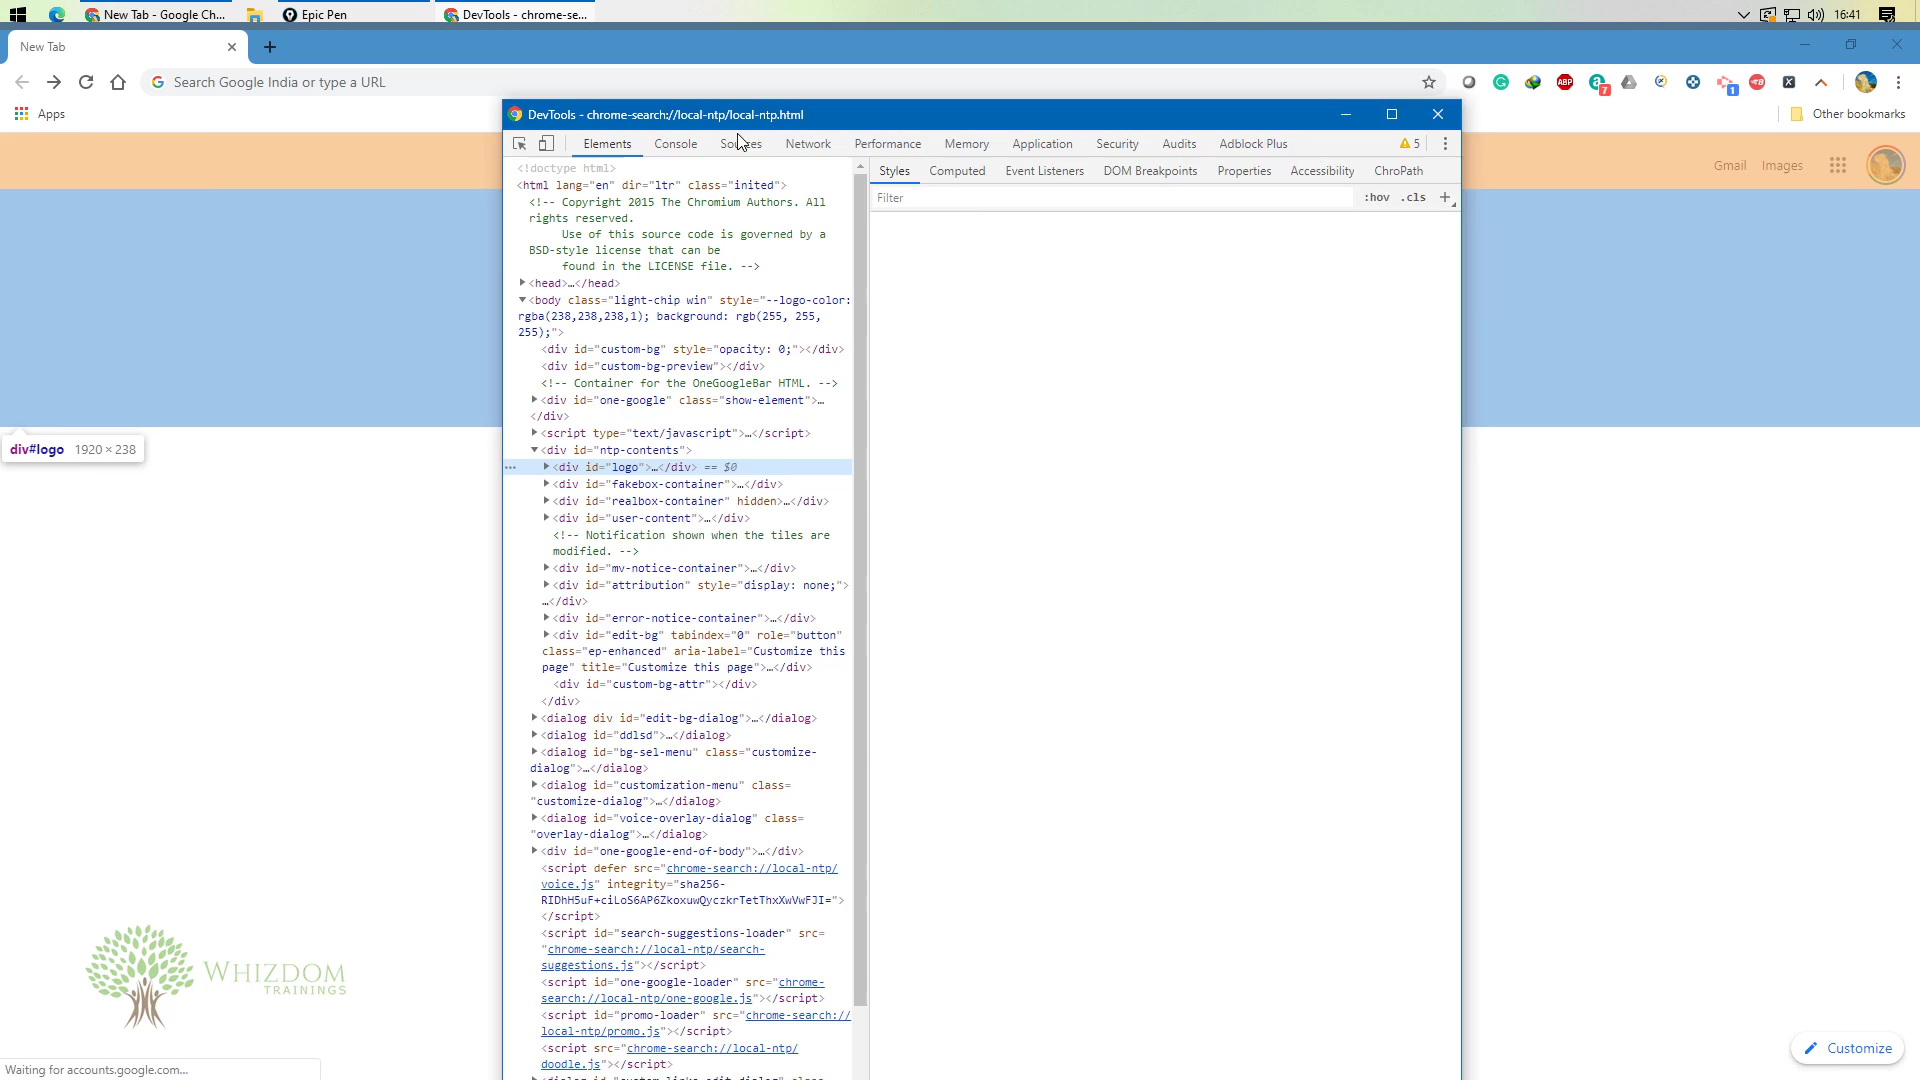 New Tab - Google Ch...
Epic Pen
DevTools - chrome-se...
16:41
New Tab
Search Google India or type a URL
ABP
7
1
Apps
Other bookmarks
DevTools - chrome-search://local-ntp/local-ntp.html
Elements
Console
Sources
Network
Performance
Memory
Application
Security
Audits
Adblock Plus
5
Gmail
Images
Styles
Computed
Event Listeners
DOM Breakpoints
Properties
Accessibility
ChroPath
Filter
:hov
.cls
<!doctype html>
<html lang="en" dir="ltr" class="inited">
<!-- Copyright 2015 The Chromium Authors. All
rights reserved.
Use of this source code is governed by a
BSD-style license that can be
found in the LICENSE file. -->
<head>…</head>
<body class="light-chip win" style="--logo-color:
rgba(238,238,238,1); background: rgb(255, 255,
255);">
<div id="custom-bg" style="opacity: 0;"></div>
<div id="custom-bg-preview"></div>
<!-- Container for the OneGoogleBar HTML. -->
<div id="one-google" class="show-element">…
</div>
<script type="text/javascript">…</script>
<div id="ntp-contents">
<div id="logo">…</div> == $0
<div id="fakebox-container">…</div>
<div id="realbox-container" hidden>…</div>
<div id="user-content">…</div>
<!-- Notification shown when the tiles are
modified. -->
<div id="mv-notice-container">…</div>
<div id="attribution" style="display: none;">
…</div>
<div id="error-notice-container">…</div>
<div id="edit-bg" tabindex="0" role="button"
class="ep-enhanced" aria-label="Customize this
page" title="Customize this page">…</div>
<div id="custom-bg-attr"></div>
</div>
<dialog div id="edit-bg-dialog">…</dialog>
<dialog id="ddlsd">…</dialog>
<dialog id="bg-sel-menu" class="customize-
dialog">…</dialog>
<dialog id="customization-menu" class=
"customize-dialog">…</dialog>
<dialog id="voice-overlay-dialog" class=
"overlay-dialog">…</dialog>
<div id="one-google-end-of-body">…</div>
<script defer src="chrome-search://local-ntp/
voice.js" integrity="sha256-
RIDhH5uF+ciLoS6AP6ZkoxuwQyczkrTetThxXwVwFJI=">
</script>
<script id="search-suggestions-loader" src=
"chrome-search://local-ntp/search-
suggestions.js"></script>
<script id="one-google-loader" src="chrome-
search://local-ntp/one-google.js"></script>
<script id="promo-loader" src="chrome-search://
local-ntp/promo.js"></script>
<script src="chrome-search://local-ntp/
doodle.js"></script>
div#logo 1920 × 238
WHIZDOM
TRAININGS
Waiting for accounts.google.com...
Customize